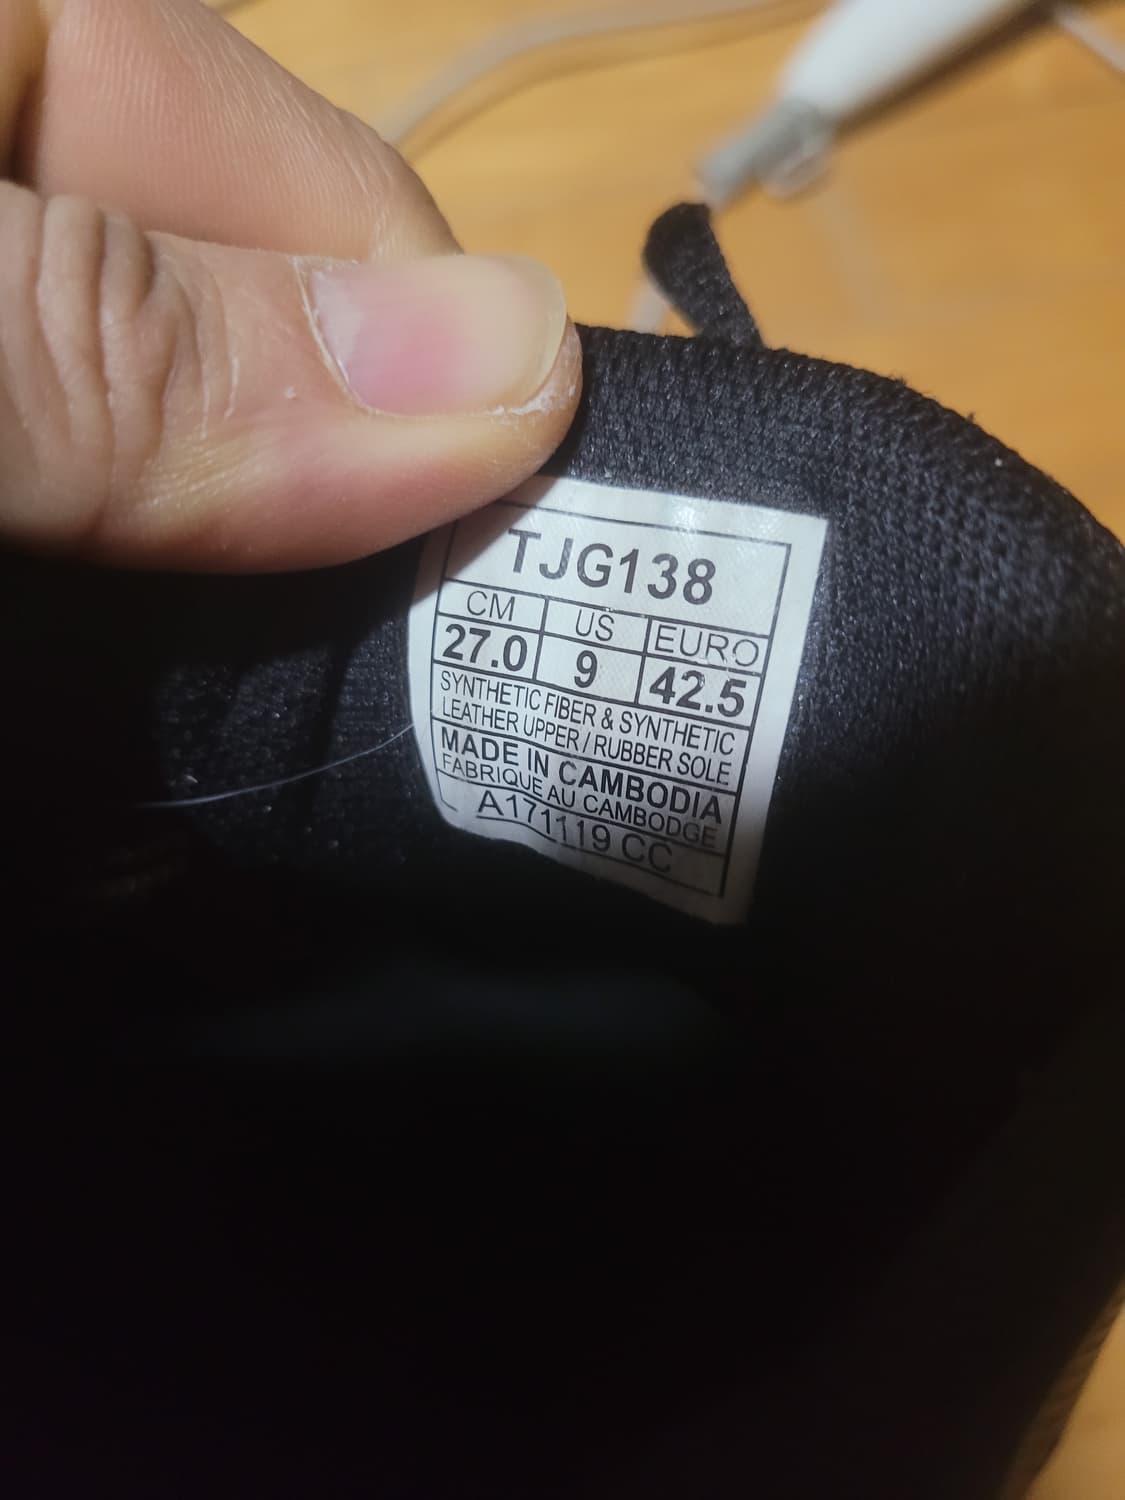 TJG138
CM US EURO
27.0 9 42.5
SYNTHETIC FIBER & SYNTHETIC
LEATHER UPPER / RUBBER SOLE
MADE IN CAMBODIA
FABRIQUE AU CAMBODGE
A171119 CC